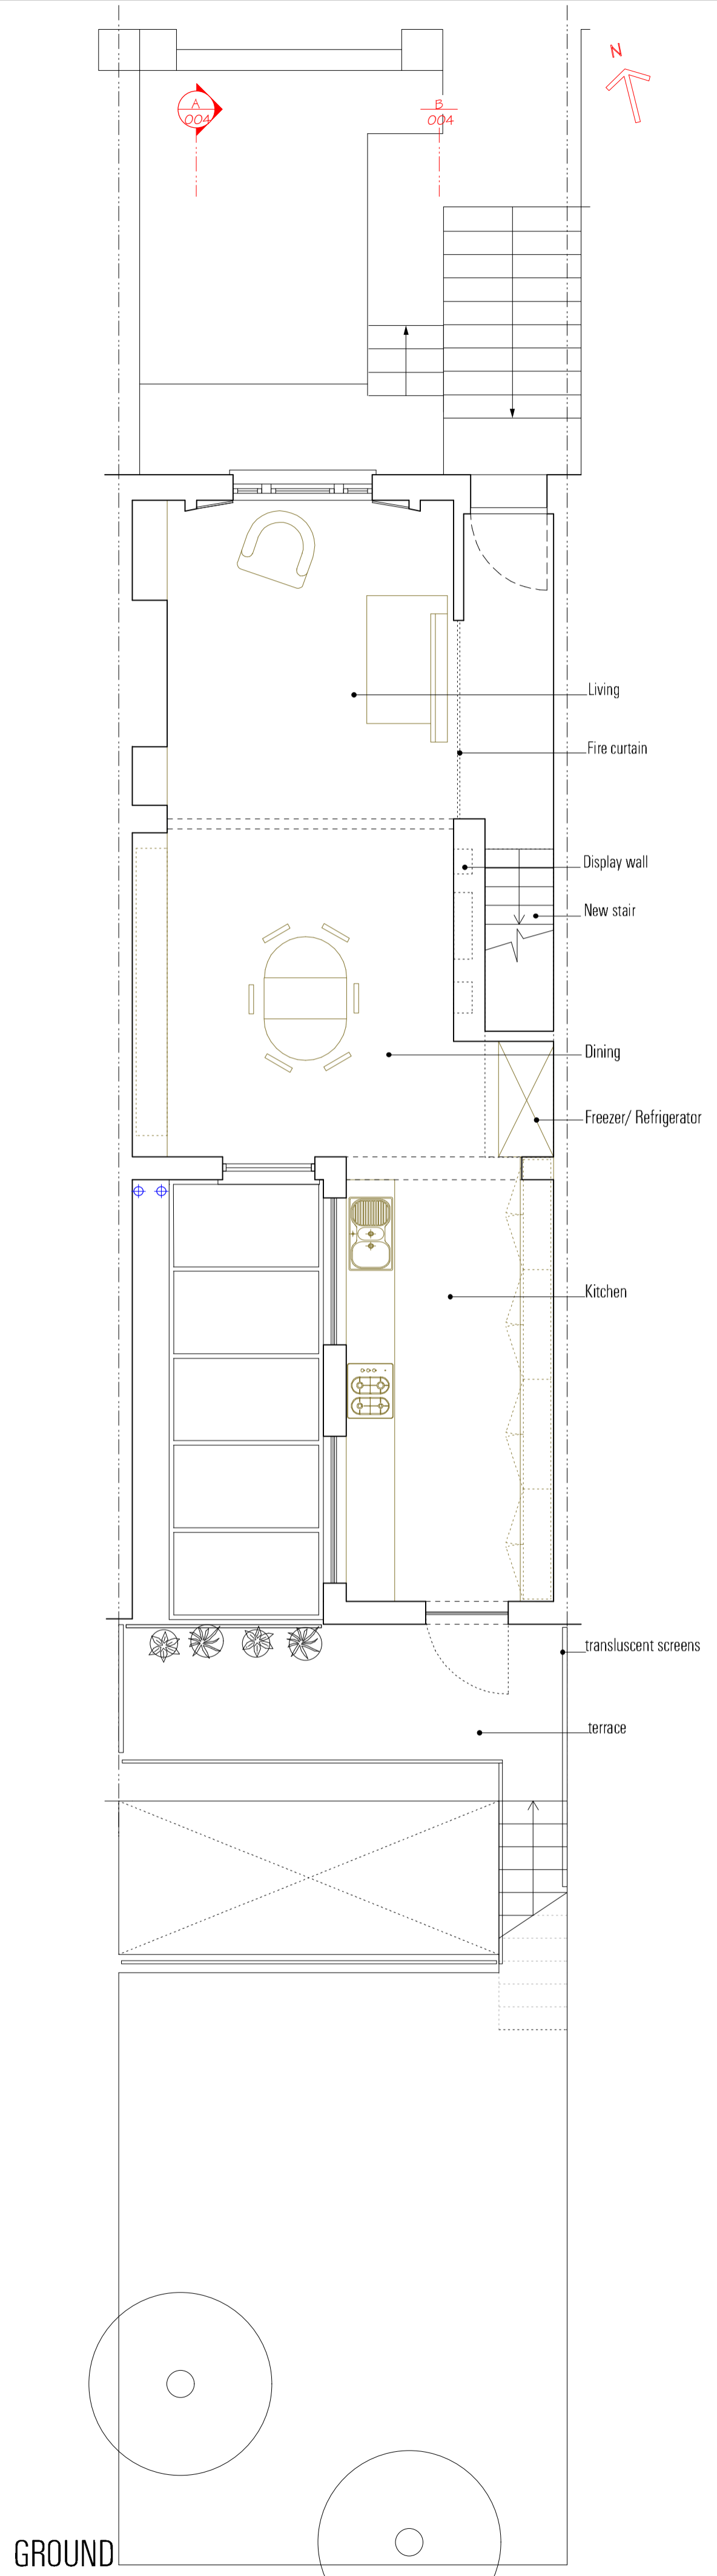 N
A
004
B
004
Living
Fire curtain
Display wall
New stair
Dining
Freezer/ Refrigerator
Kitchen
transluscent screens
terrace
GROUND